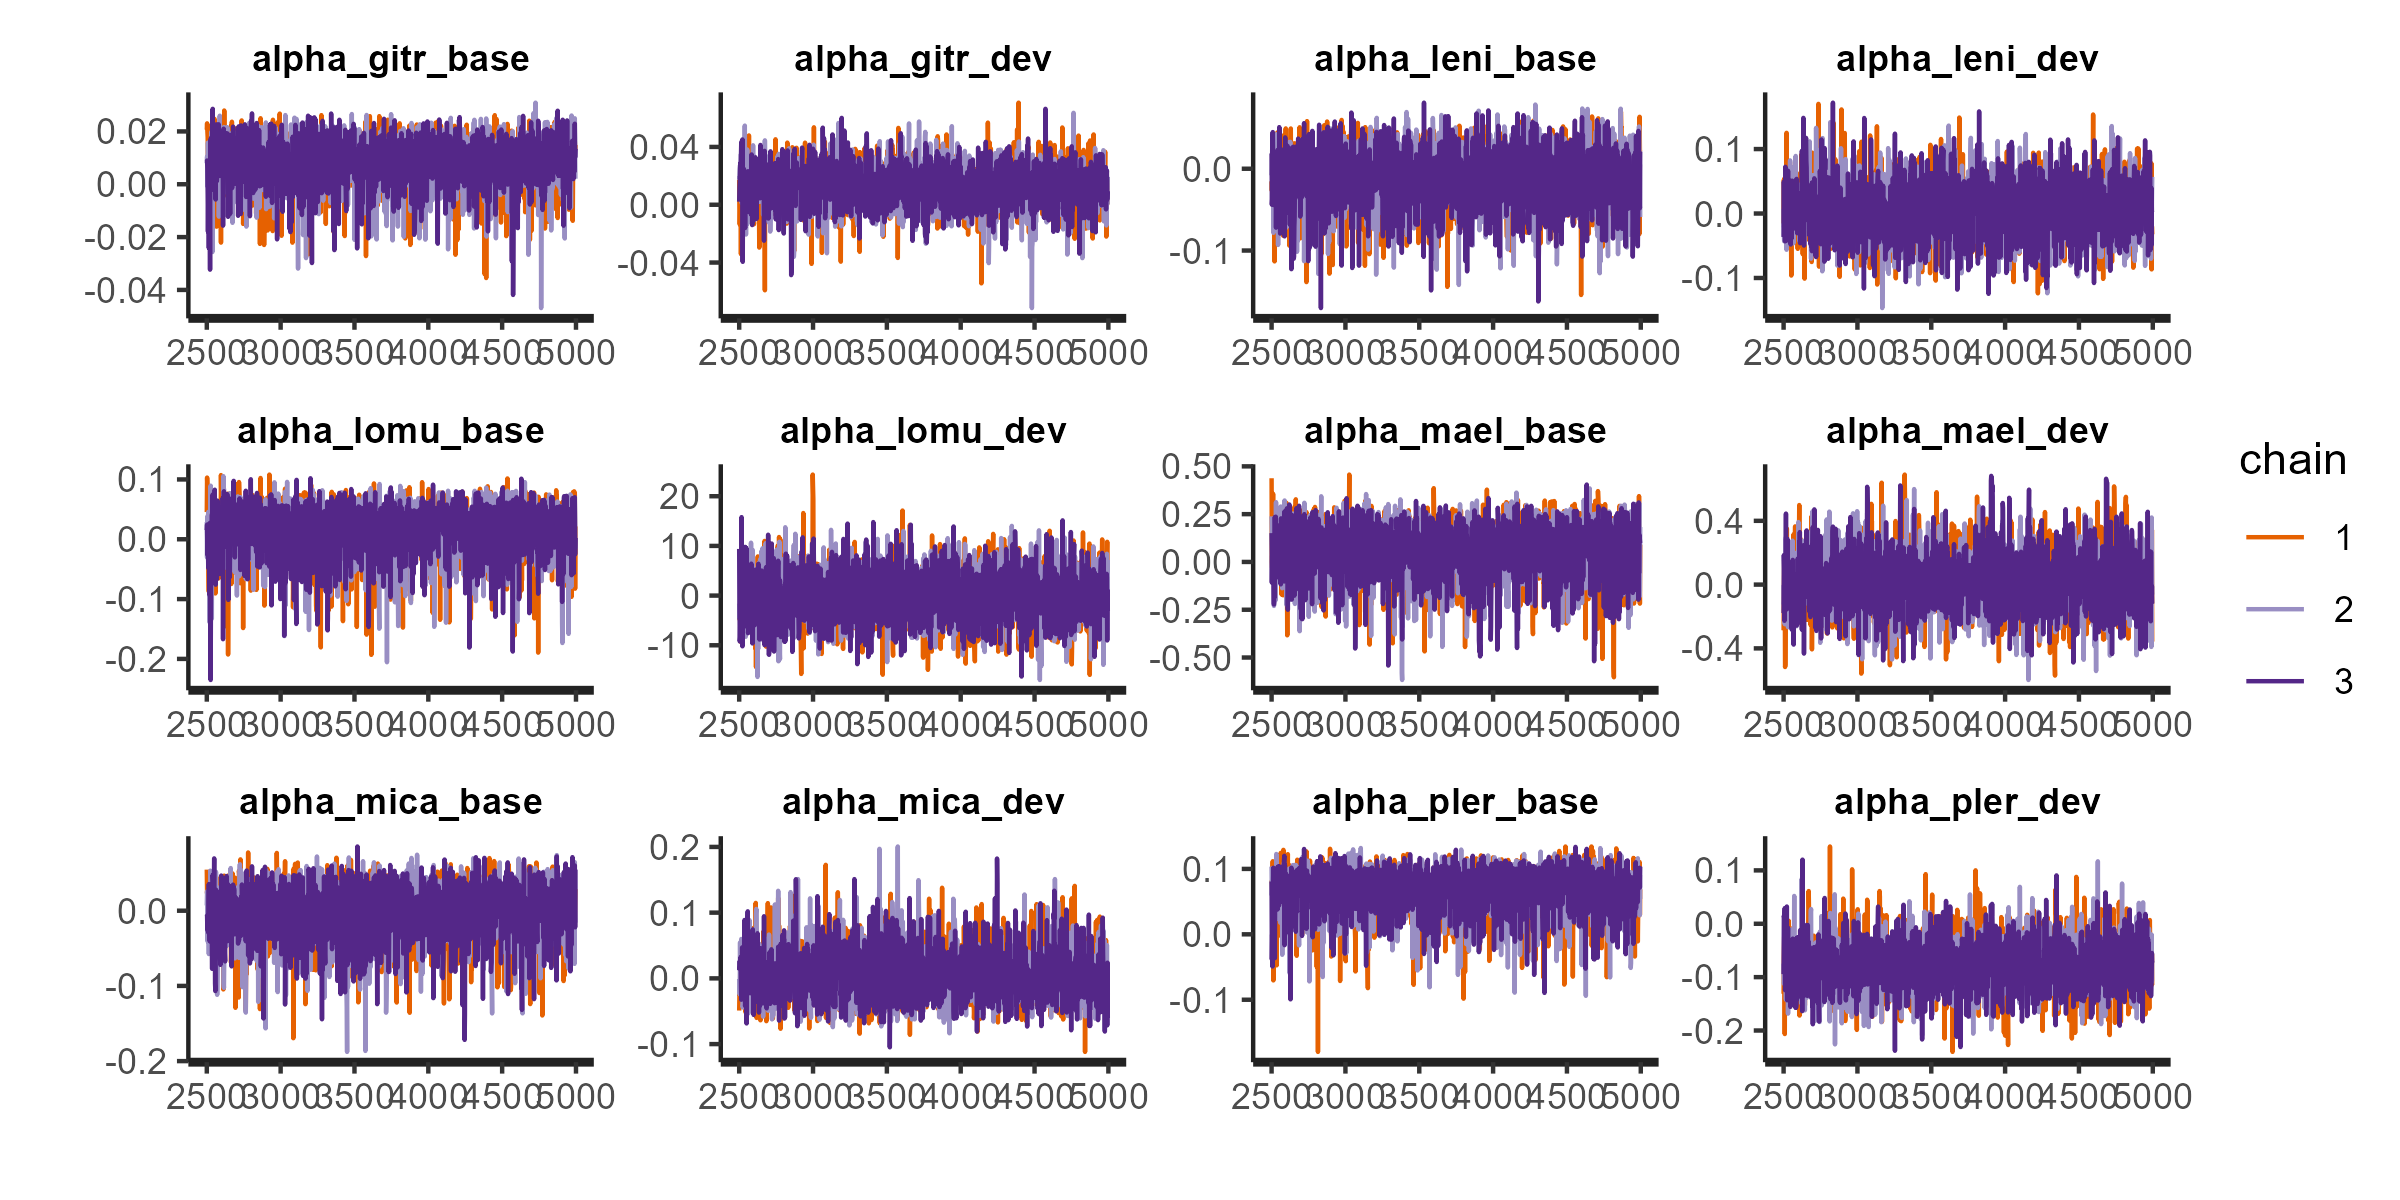 alpha_gitr_base alpha_gitr_dev alpha_leni_base alpha_leni_dev
0.02
0.00
-0.02
-0.04
2500 3000 3500 4000 4500 5000
0.04
0.00
-0.04
2500 3000 3500 4000 4500 5000
0.0
-0.1
2500 3000 3500 4000 4500 5000
0.1
0.0
-0.1
2500 3000 3500 4000 4500 5000
alpha_lomu_base alpha_lomu_dev alpha_mael_base alpha_mael_dev
0.1
0.0
-0.1
-0.2
2500 3000 3500 4000 4500 5000
20
10
0
-10
2500 3000 3500 4000 4500 5000
0.50
0.25
0.00
-0.25
-0.50
2500 3000 3500 4000 4500 5000
0.4
0.0
-0.4
2500 3000 3500 4000 4500 5000
alpha_mica_base alpha_mica_dev alpha_pler_base alpha_pler_dev
0.0
-0.1
-0.2
2500 3000 3500 4000 4500 5000
0.2
0.1
0.0
-0.1
2500 3000 3500 4000 4500 5000
0.1
0.0
-0.1
2500 3000 3500 4000 4500 5000
0.1
0.0
-0.1
-0.2
2500 3000 3500 4000 4500 5000
chain
1
2
3